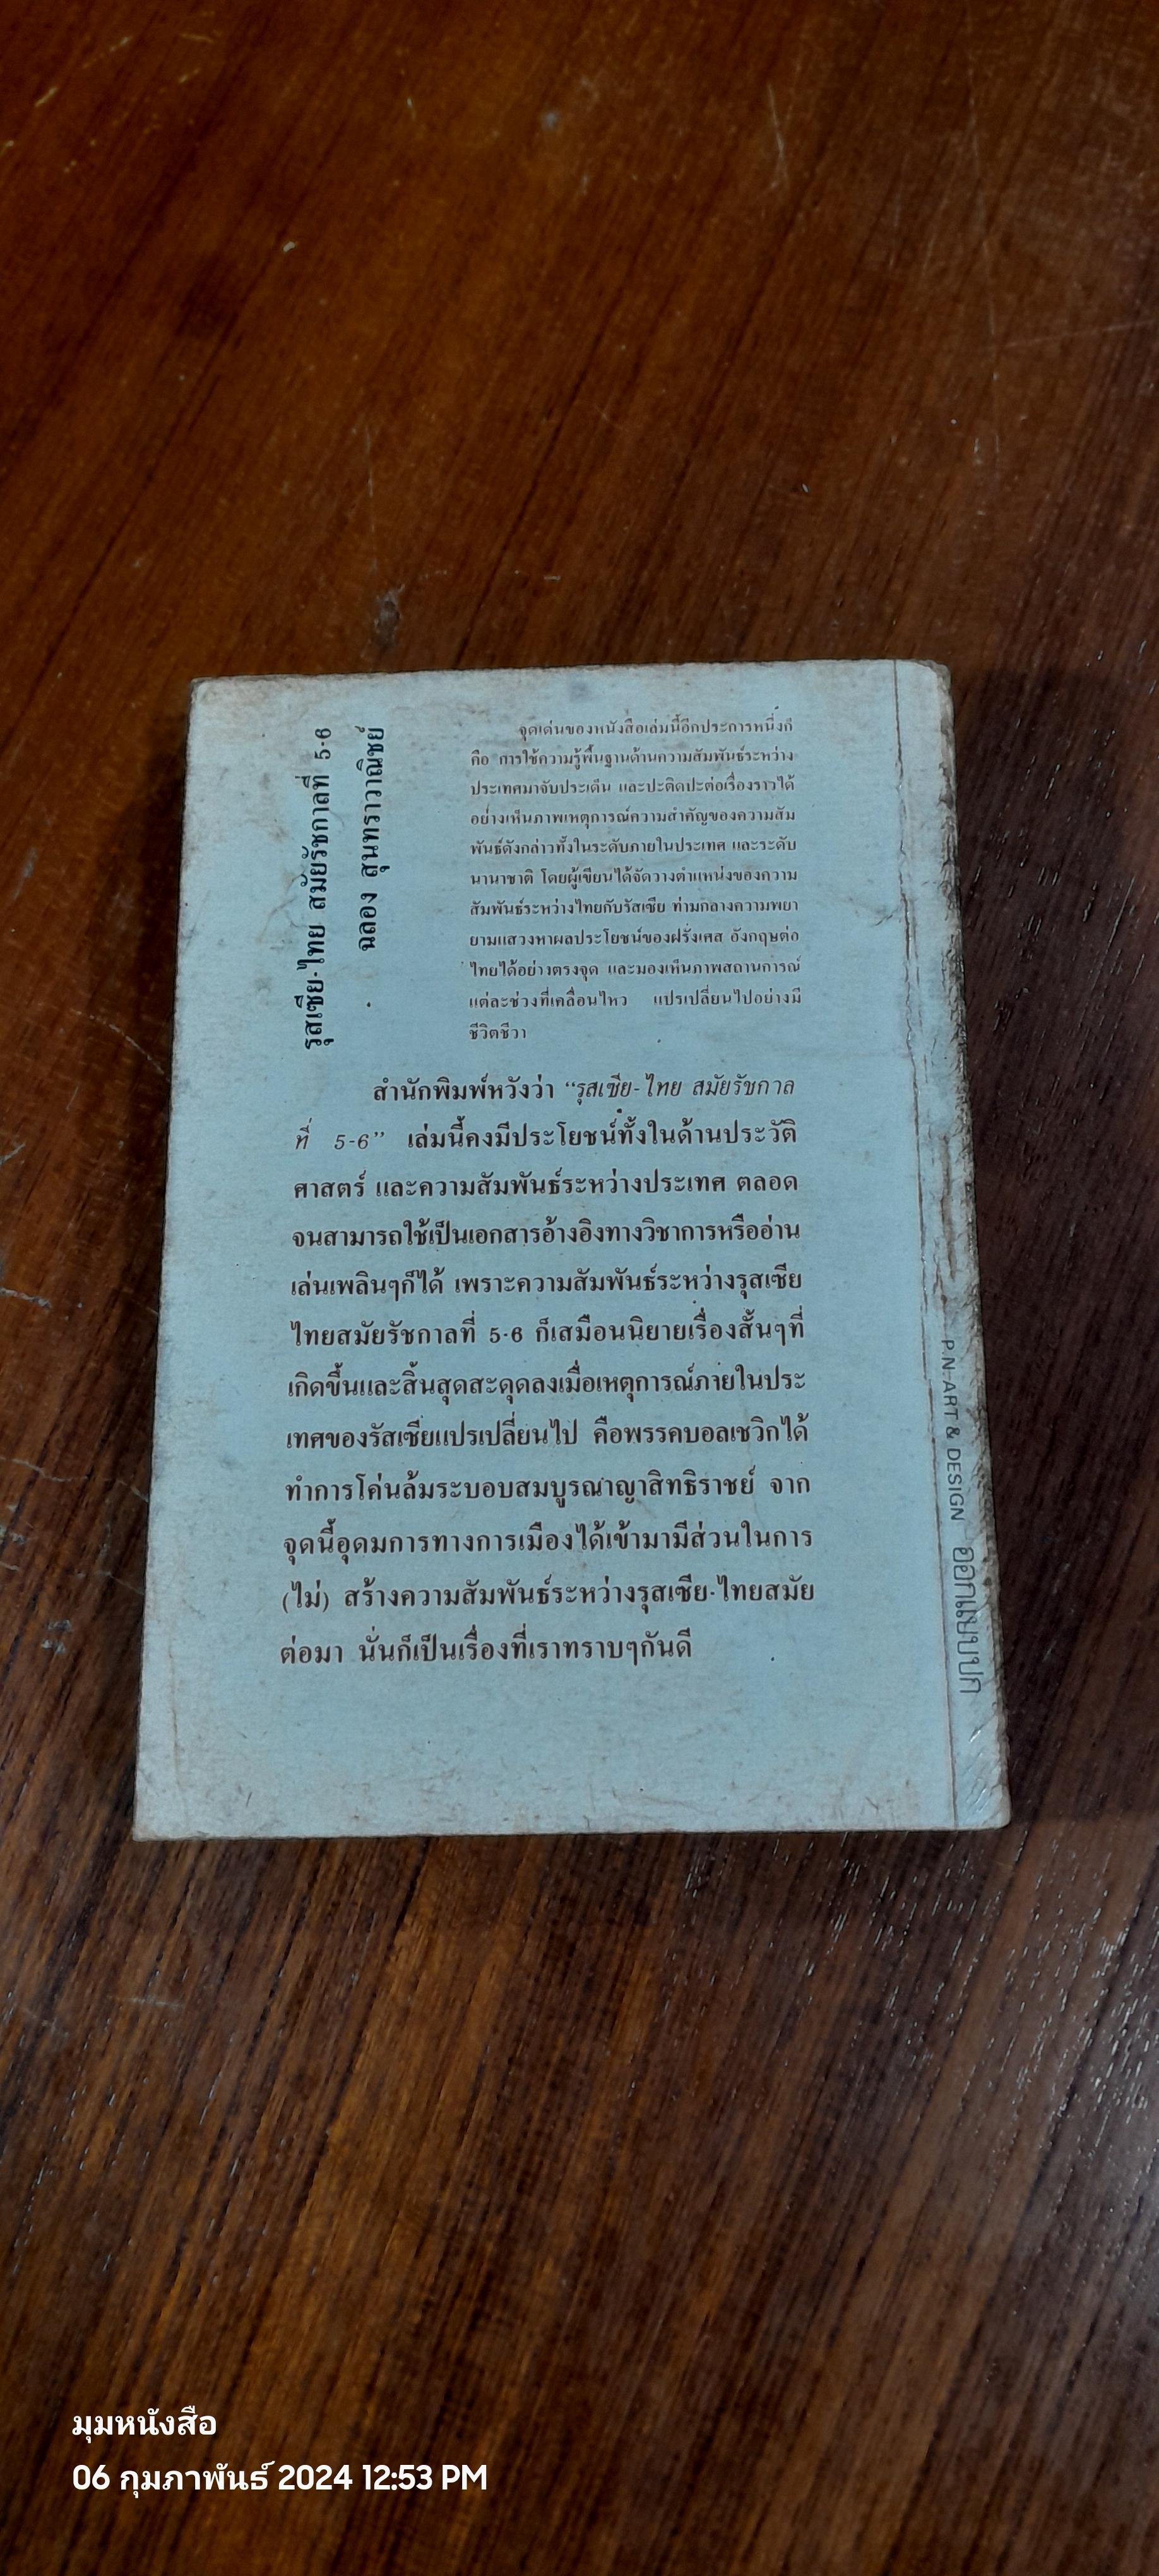 รุสเซีย-ไทย สมัยรัชกาลที่ 5-6
ฉลอง สุนทราวาณิชย์
จุดเด่นของหนังสือเล่มนี้อีกประการหนึ่งก็
คือ การใช้ความรู้พื้นฐานด้านความสัมพันธ์ระหว่าง
ประเทศมาจับประเด็น และปะติดปะต่อเรื่องราวได้
อย่างเห็นภาพเหตุการณ์ความสำคัญของความสัม
พันธ์ดังกล่าวทั้งในระดับภายในประเทศ และระดับ
นานาชาติ โดยผู้เขียนได้จัดวางตำแหน่งของความ
สัมพันธ์ระหว่างไทยกับรัสเซีย ท่ามกลางความพยา
ยามแสวงหาผลประโยชน์ของฝรั่งเศส อังกฤษต่อ
ไทยได้อย่างตรงจุด และมองเห็นภาพสถานการณ์
แต่ละช่วงที่เคลื่อนไหว แปรเปลี่ยนไปอย่างมี
ชีวิตชีวา
สำนักพิมพ์หวังว่า “รุสเซีย-ไทย สมัยรัชกาล
ที่ 5-6” เล่มนี้คงมีประโยชน์ทั้งในด้านประวัติ
ศาสตร์ และความสัมพันธ์ระหว่างประเทศ ตลอด
จนสามารถใช้เป็นเอกสารอ้างอิงทางวิชาการหรืออ่าน
เล่นเพลินๆก็ได้ เพราะความสัมพันธ์ระหว่างรุสเซีย
ไทยสมัยรัชกาลที่ 5-6 ก็เสมือนนิยายเรื่องสั้นๆที่
เกิดขึ้นและสิ้นสุดสะดุดลงเมื่อเหตุการณ์ภายในประ
เทศของรัสเซียแปรเปลี่ยนไป คือพรรคบอลเชวิกได้
ทำการโค่นล้มระบอบสมบูรณาญาสิทธิราชย์ จาก
จุดนี้อุดมการทางการเมืองได้เข้ามามีส่วนในการ
(ไม่) สร้างความสัมพันธ์ระหว่างรุสเซีย-ไทยสมัย
ต่อมา นั่นก็เป็นเรื่องที่เราทราบๆกันดี
P.N-ART & DESIGN ออกแบบปก
มุมหนังสือ
06 กุมภาพันธ์ 2024 12:53 PM